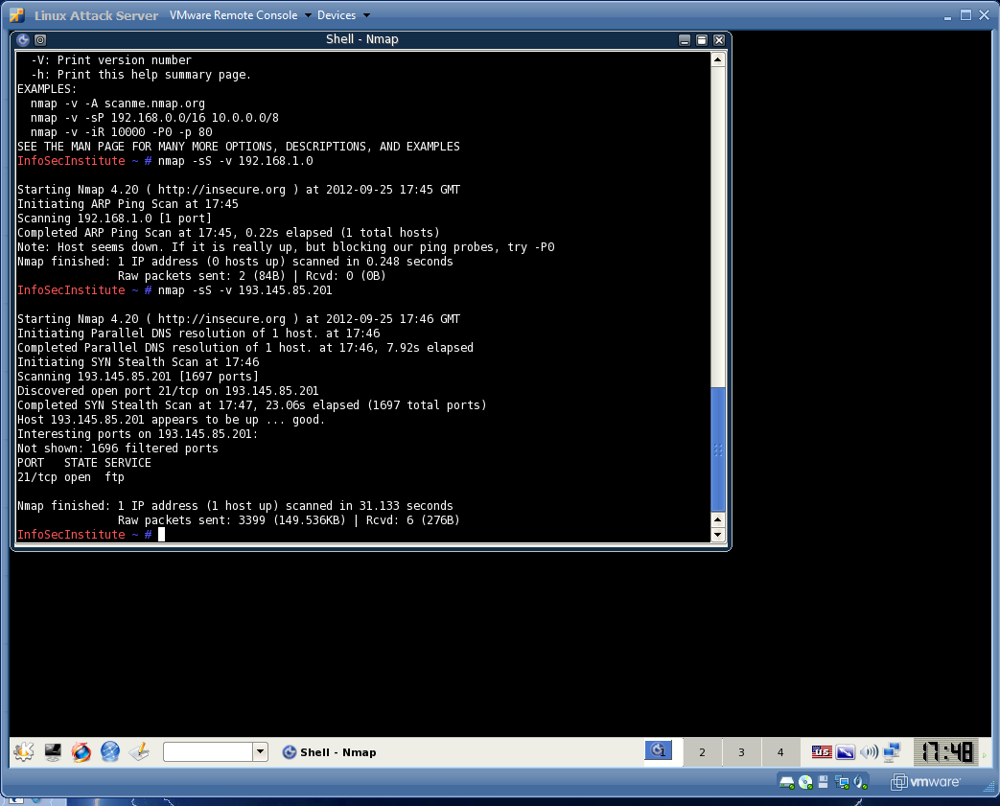 Linux Attack Server VMware Remote Console Devices
Shell - Nmap
-V: Print version number
-h: Print this help summary page.
EXAMPLES:
nmap -v -A scanme.nmap.org
nmap -v -sP 192.168.0.0/16 10.0.0.0/8
nmap -v -iR 10000 -P0 -p 80
SEE THE MAN PAGE FOR MANY MORE OPTIONS, DESCRIPTIONS, AND EXAMPLES
InfoSecInstitute ~ # nmap -sS -v 192.168.1.0
Starting Nmap 4.20 ( http://insecure.org ) at 2012-09-25 17:45 GMT
Initiating ARP Ping Scan at 17:45
Scanning 192.168.1.0 [1 port]
Completed ARP Ping Scan at 17:45, 0.22s elapsed (1 total hosts)
Note: Host seems down. If it is really up, but blocking our ping probes, try -P0
Nmap finished: 1 IP address (0 hosts up) scanned in 0.248 seconds
Raw packets sent: 2 (84B) | Rcvd: 0 (0B)
InfoSecInstitute ~ # nmap -sS -v 193.145.85.201
Starting Nmap 4.20 ( http://insecure.org ) at 2012-09-25 17:46 GMT
Initiating Parallel DNS resolution of 1 host. at 17:46
Completed Parallel DNS resolution of 1 host. at 17:46, 7.92s elapsed
Initiating SYN Stealth Scan at 17:46
Scanning 193.145.85.201 [1697 ports]
Discovered open port 21/tcp on 193.145.85.201
Completed SYN Stealth Scan at 17:47, 23.06s elapsed (1697 total ports)
Host 193.145.85.201 appears to be up ... good.
Interesting ports on 193.145.85.201:
Not shown: 1696 filtered ports
PORT STATE SERVICE
21/tcp open ftp
Nmap finished: 1 IP address (1 host up) scanned in 31.133 seconds
Raw packets sent: 3399 (149.536KB) | Rcvd: 6 (276B)
InfoSecInstitute ~ #
Shell - Nmap 1 2 3 4 us 17:48
vmware